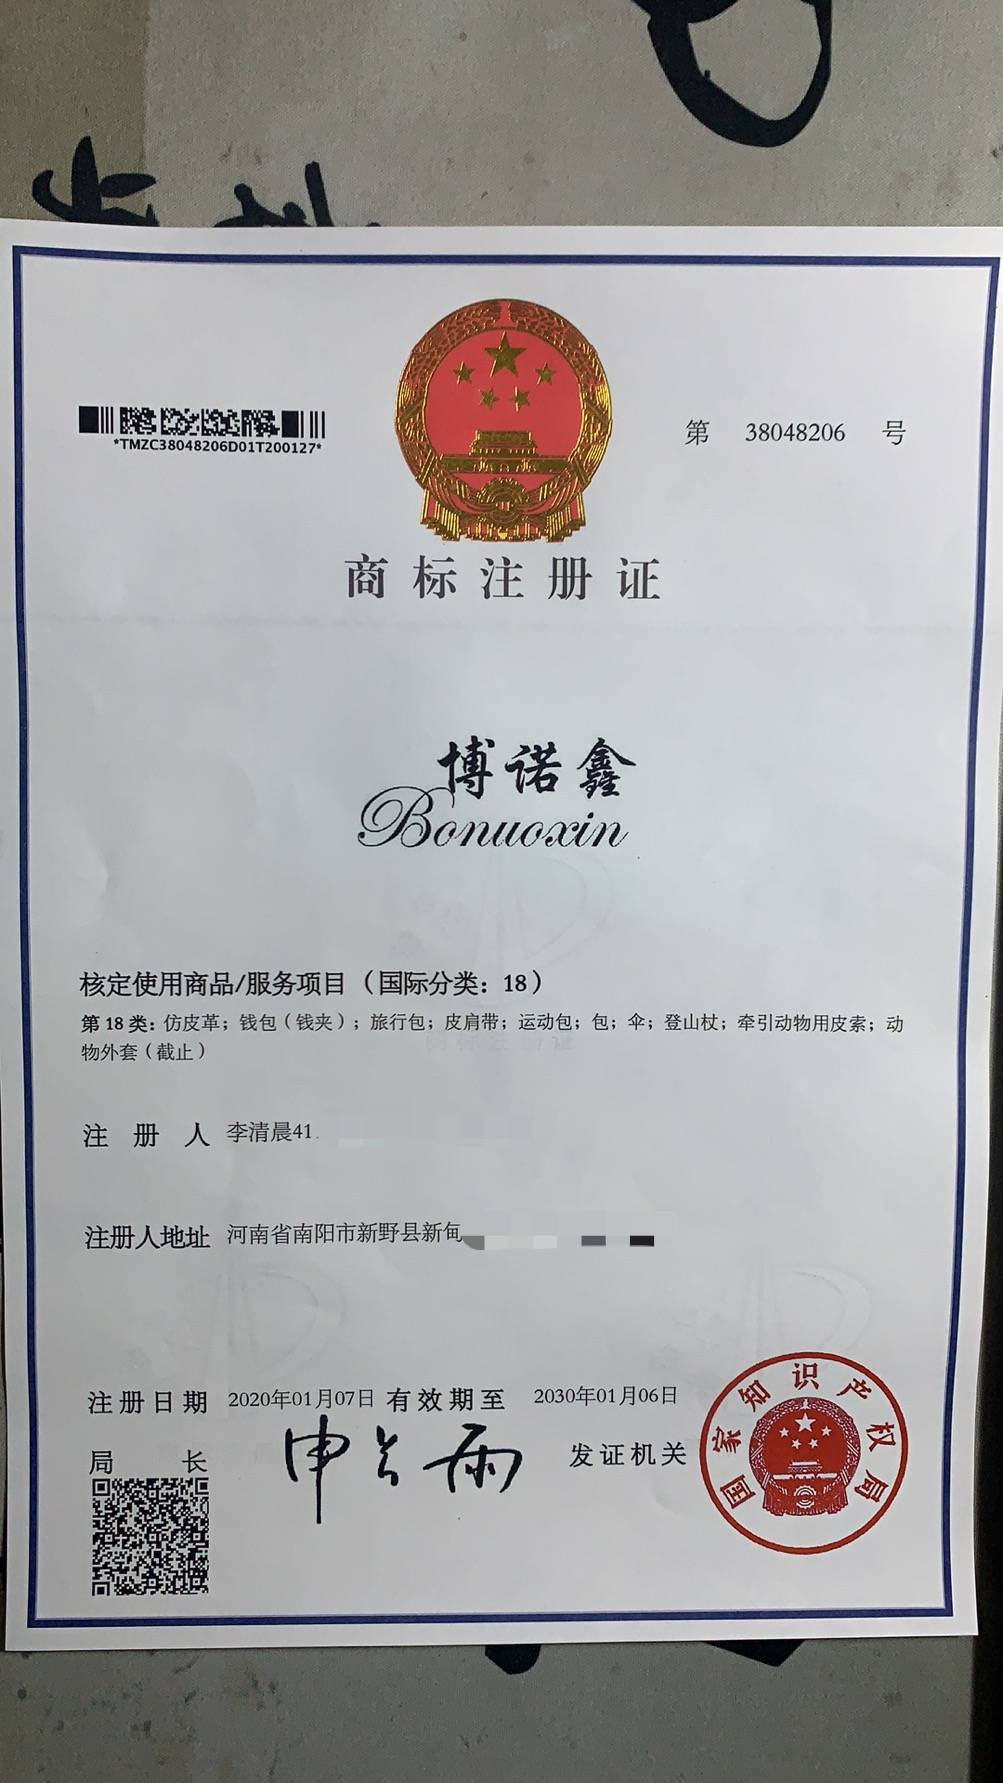 *TMZC38048206D01T200127*
第 38048206 号
商标注册证
博诺鑫
Bonuoxin
核定使用商品/服务项目（国际分类：18）
第 18 类：仿皮革；钱包（钱夹）；旅行包；皮肩带；运动包；包；伞；登山杖；牵引动物用皮索；动
物外套（截止）
注册人 李清晨41
注册人地址 河南省南阳市新野县新甸
注册日期 2020年01月07日 有效期至 2030年01月06日
局长 申长雨 发证机关
国家知识产权局